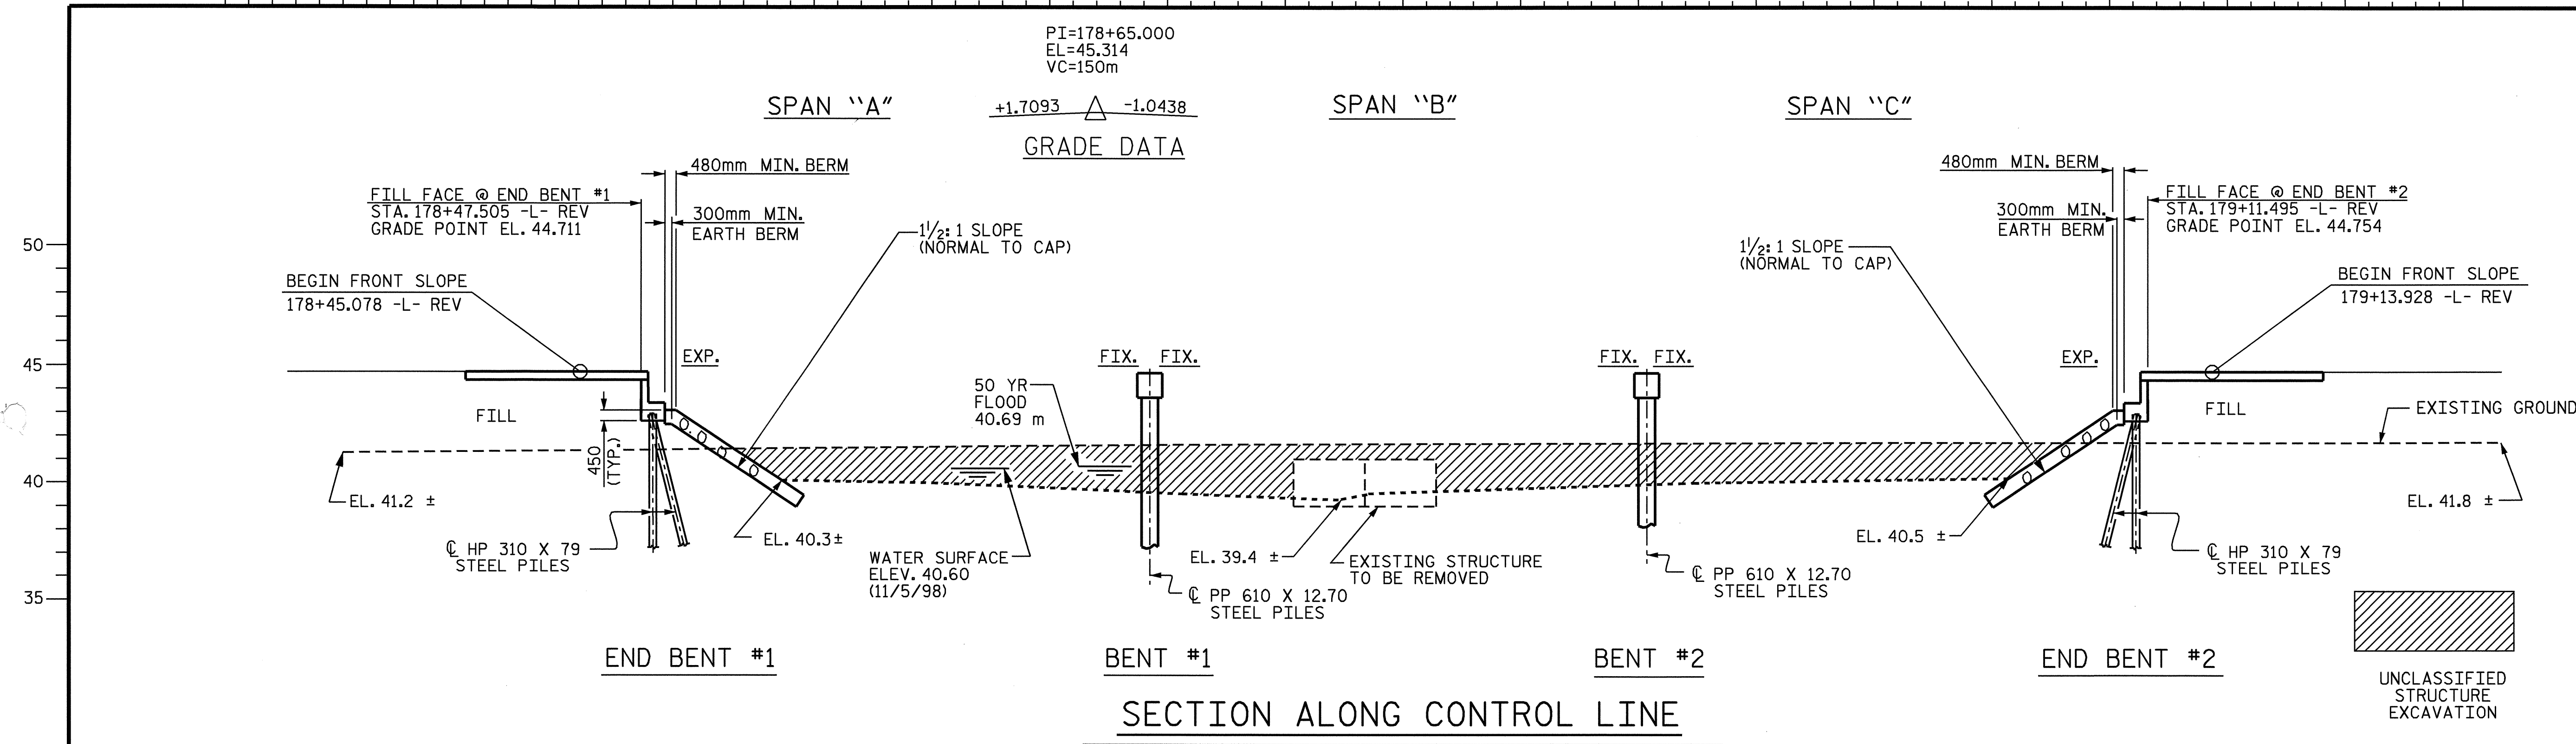 PI=178+65.000
EL=45.314
VC=150m
+1.7093 -1.0438
GRADE DATA
SPAN "A"
SPAN "B"
SPAN "C"
480mm MIN. BERM
FILL FACE @ END BENT #1
STA. 178+47.505 -L- REV
GRADE POINT EL. 44.711
300mm MIN.
EARTH BERM
1½:1 SLOPE
(NORMAL TO CAP)
BEGIN FRONT SLOPE
178+45.078 -L- REV
480mm MIN. BERM
FILL FACE @ END BENT #2
STA. 179+11.495 -L- REV
GRADE POINT EL. 44.754
300mm MIN.
EARTH BERM
1½:1 SLOPE
(NORMAL TO CAP)
BEGIN FRONT SLOPE
179+13.928 -L- REV
50
45
40
35
EXP.
FIX. FIX.
FIX. FIX.
EXP.
FILL
450
(TYP.)
50 YR
FLOOD
40.69 m
FILL
EXISTING GROUND
EL. 41.2 ±
EL. 41.8 ±
℄ HP 310 X 79
STEEL PILES
EL. 40.3±
WATER SURFACE
ELEV. 40.60
(11/5/98)
℄ PP 610 X 12.70
STEEL PILES
EL. 39.4 ±
EXISTING STRUCTURE
TO BE REMOVED
℄ PP 610 X 12.70
STEEL PILES
EL. 40.5 ±
℄ HP 310 X 79
STEEL PILES
END BENT #1
BENT #1
BENT #2
END BENT #2
UNCLASSIFIED
STRUCTURE
EXCAVATION
SECTION ALONG CONTROL LINE